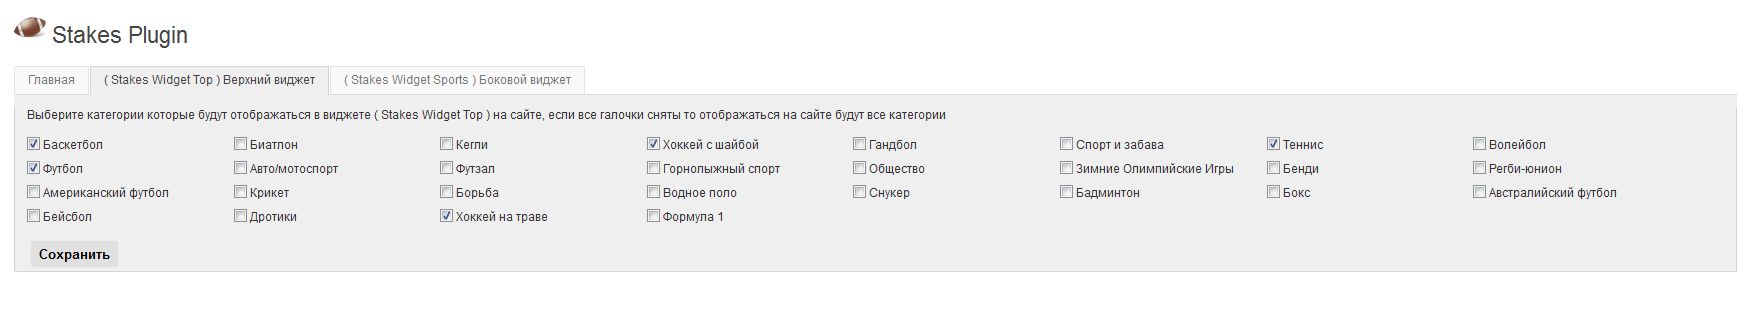 Stakes Plugin
Главная ( Stakes Widget Top ) Верхний виджет ( Stakes Widget Sports ) Боковой виджет
Выберите категории которые будут отображаться в виджете ( Stakes Widget Top ) на сайте, если все галочки сняты то отображаться на сайте будут все категории
Баскетбол Биатлон Кегли Хоккей с шайбой Гандбол Спорт и забава Теннис Волейбол
Футбол Авто/мотоспорт Футзал Горнолыжный спорт Общество Зимние Олимпийские Игры Бенди Регби-юнион
Американский футбол Крикет Борьба Водное поло Снукер Бадминтон Бокс Австралийский футбол
Бейсбол Дротики Хоккей на траве Формула 1
Сохранить